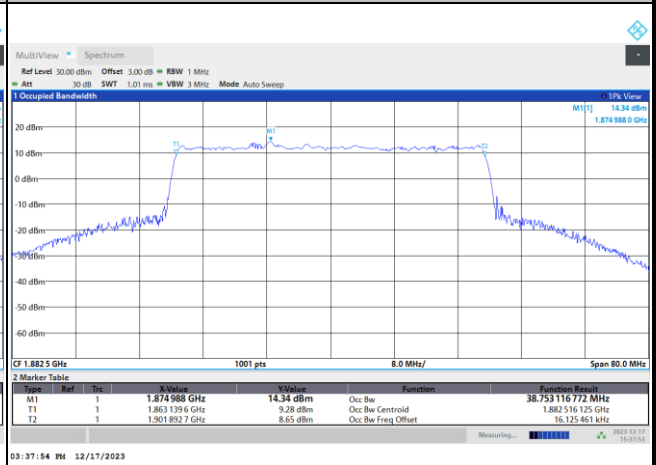 MultiView Spectrum
Ref Level 30.00 dBm Offset 3.00 dB RBW 1 MHz
Att 30 dB SWT 1.01 ms VBW 3 MHz Mode Auto Sweep
1 Occupied Bandwidth 1Pk View
M1[1] 14.34 dBm
1.874 988 0 GHz
20 dBm
M1
T1 T2
10 dBm
0 dBm
-10 dBm
-20 dBm
-30 dBm
-40 dBm
-50 dBm
-60 dBm
CF 1.882 5 GHz 1001 pts 8.0 MHz/ Span 80.0 MHz
2 Marker Table
Type Ref Trc X-Value Y-Value Function Function Result
M1 1 1.874 988 GHz 14.34 dBm Occ Bw 38.753 116 772 MHz
T1 1 1.863 139 6 GHz 9.28 dBm Occ Bw Centroid 1.882 516 125 GHz
T2 1 1.901 892 7 GHz 8.65 dBm Occ Bw Freq Offset 16.125 461 kHz
Measuring... 2023-12-17
15:37:53
03:37:54 PM 12/17/2023